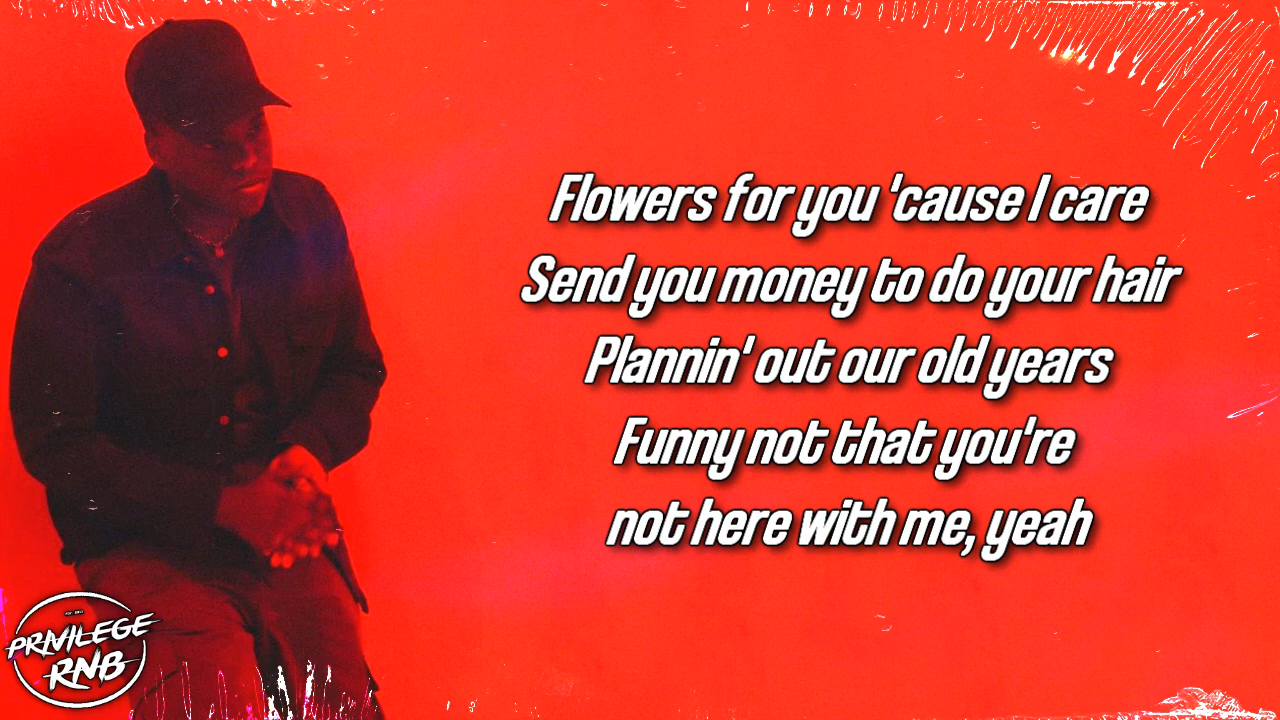 Flowers for you 'cause I care
Send you money to do your hair
Plannin' out our old years
Funny not that you're
not here with me, yeah
PRIVILEGE
RNB